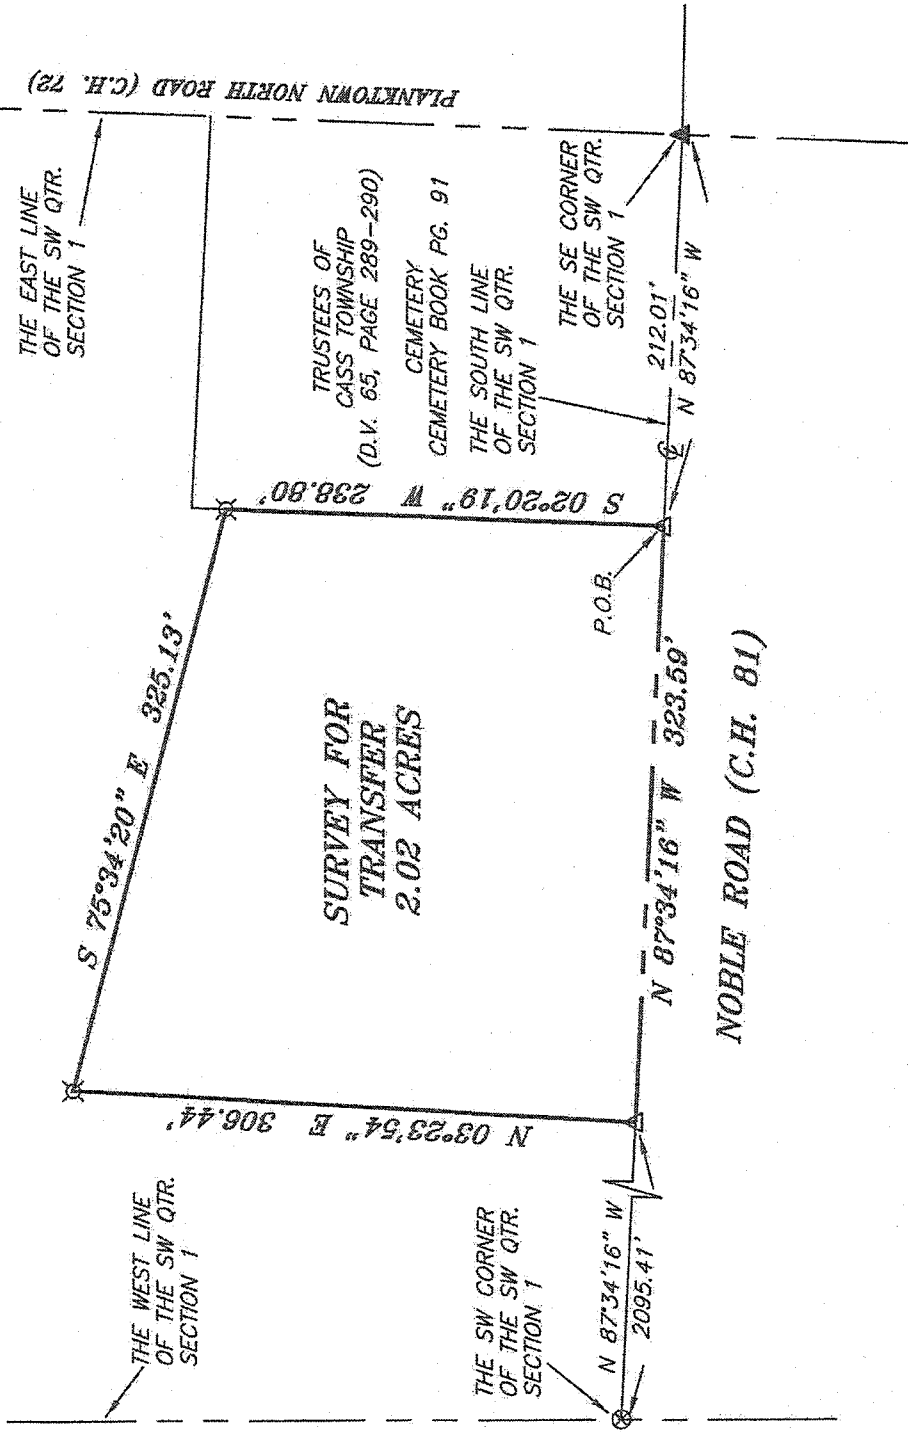 PLANKTOWN NORTH ROAD (C.H. 72)
THE EAST LINE
OF THE SW QTR.
SECTION 1
TRUSTEES OF
CASS TOWNSHIP
(D.V. 65, PAGE 289-290)
CEMETERY
CEMETERY BOOK PG. 91
THE SOUTH LINE
OF THE SW QTR.
SECTION 1
THE SE CORNER
OF THE SW QTR.
SECTION 1
212.01'
N 87°34'16" W
S 02°20'19" W 238.80'
P.O.B.
S 75°34'20" E 325.13'
SURVEY FOR
TRANSFER
2.02 ACRES
N 87°34'16" W 323.59'
NOBLE ROAD (C.H. 81)
N 03°23'54" E 306.44'
THE WEST LINE
OF THE SW QTR.
SECTION 1
THE SW CORNER
OF THE SW QTR.
SECTION 1
N 87°34'16" W
2095.41'